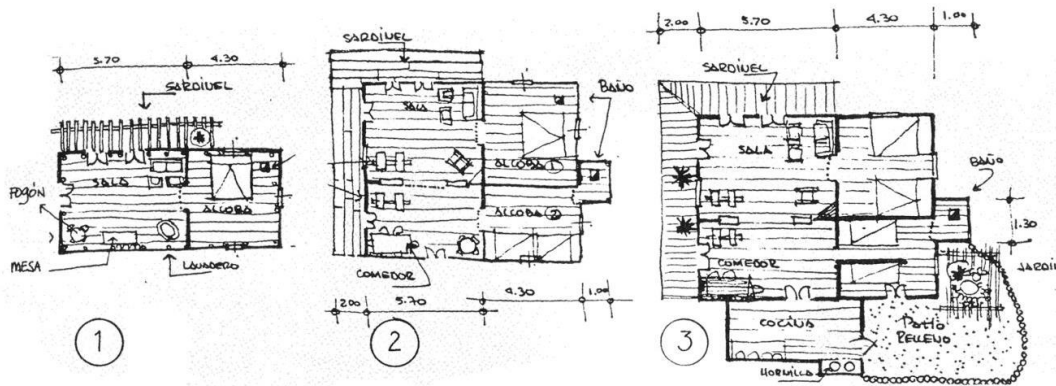 5.70 4.30
SARDINEL
SALA
FOGÓN
ALCOBA
MESA
LAVADERO
1
SARDINEL
BAÑO
SALA
ALCOBA 1
ALCOBA 2
COMEDOR
2.00 5.70 4.30 1.00
2
2.00 5.70 4.30 1.00
SARDINEL
SALA
BAÑO
1.30
COMEDOR
JARDÍN
COCINA
PATIO
RELLENO
HORNILLA
3